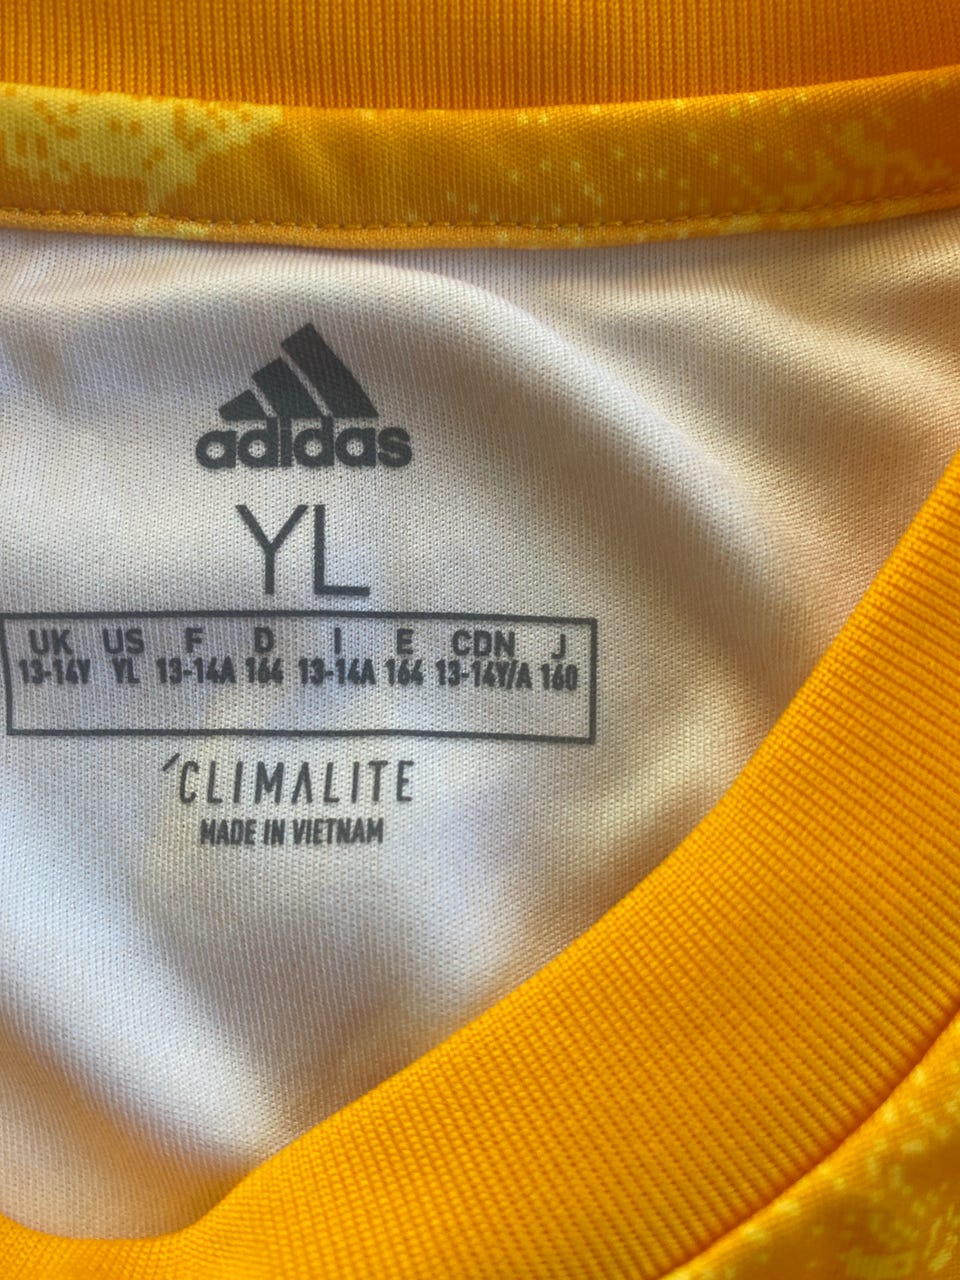 adidas
YL
UK US F D I E CDN J
13-14Y YL 13-14A 164 13-14A 164 13-14Y/A 160
CLIMALITE
MADE IN VIETNAM